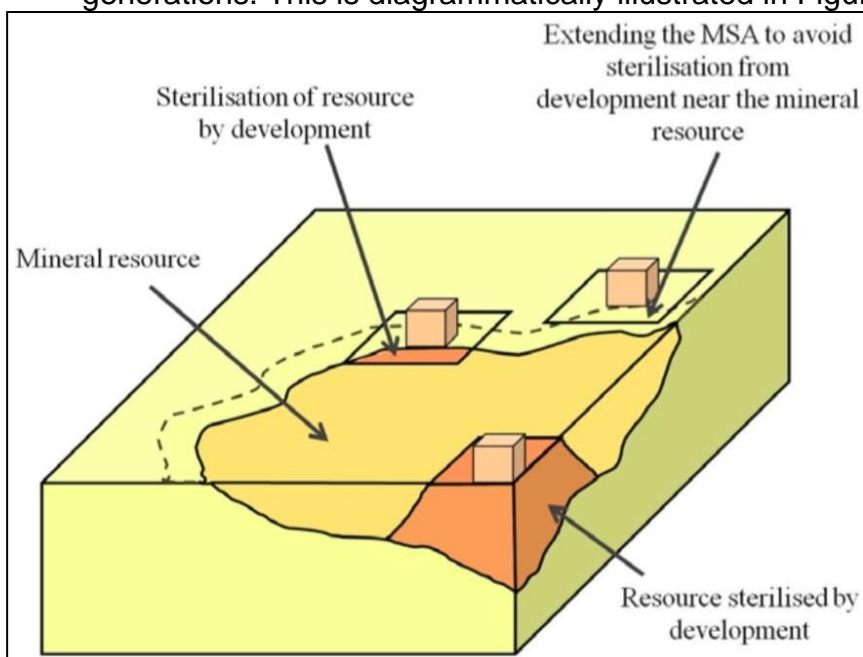 generations. This is diagrammatically illustrated in Figu
Extending the MSA to avoid
sterilisation from
development near the mineral
resource
Sterilisation of resource
by development
Mineral resource
Resource sterilised by
development